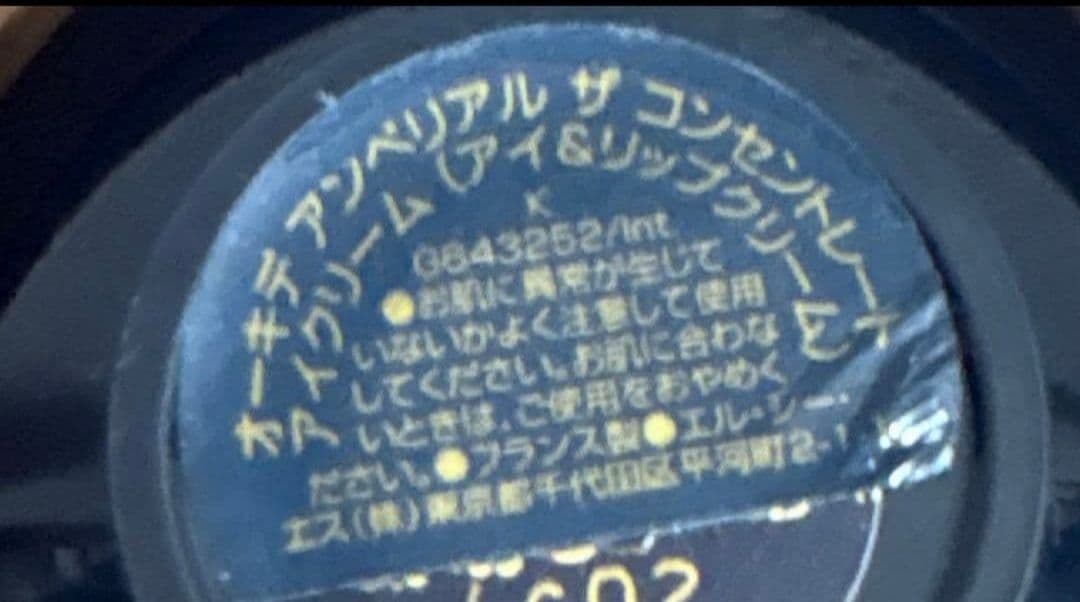 オーキデ アンペリアル ザ コンセントレート
アイクリーム (アイ&リップクリーム)
K
G843252/Int
●お肌に異常が生じて
いないかよく注意して使用
してください。お肌に合わな
いときは、ご使用をおやめく
ださい。●フランス製●エル・シー・
エス(株)東京都千代田区平河町2-1